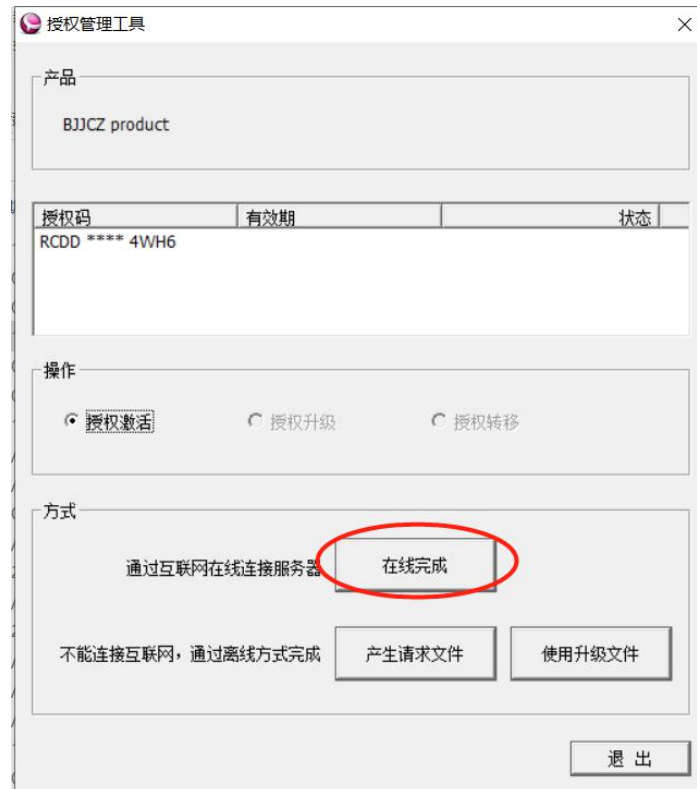 授权管理工具
产品
BJJCZ product
授权码 有效期 状态
RCDD **** 4WH6
操作
授权激活 授权升级 授权转移
方式
通过互联网在线连接服务器 在线完成
不能连接互联网，通过离线方式完成 产生请求文件 使用升级文件
退 出